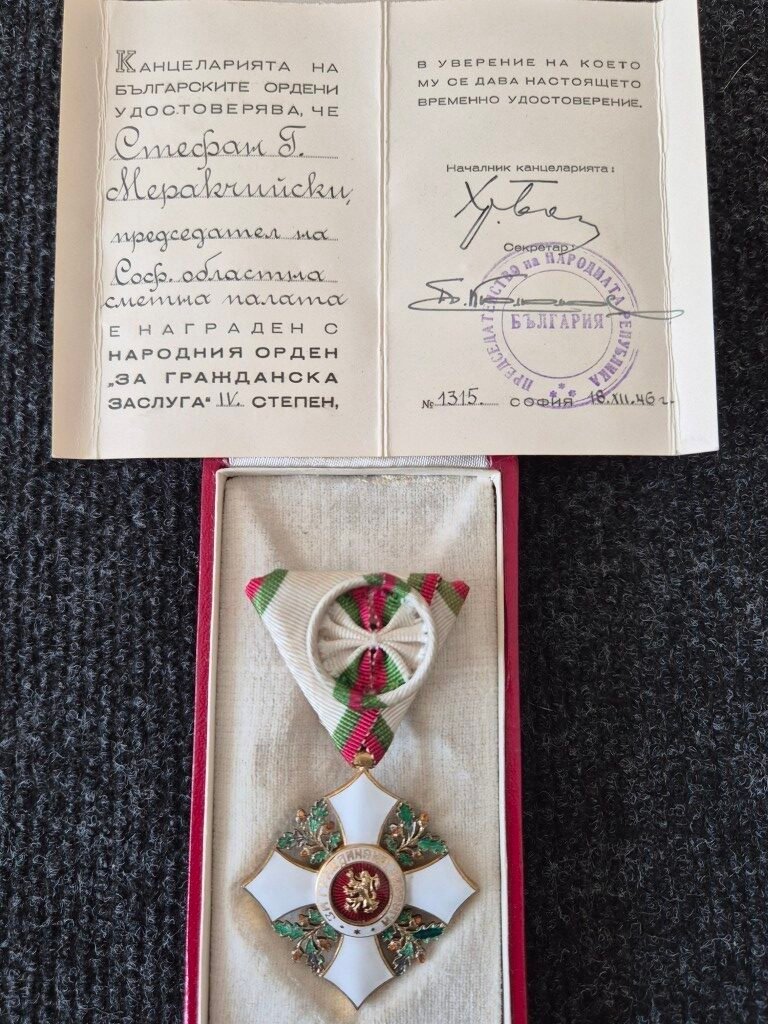 КАНЦЕЛАРИЯТА НА
БЪЛГАРСКИТЕ ОРДЕНИ
УДОСТОВЕРЯВА, ЧЕ
Стефан Г.
Меракчийски,
председател на
Соф. областна
сметна палата
Е НАГРАДЕН С
НАРОДНИЯ ОРДЕН
„ЗА ГРАЖДАНСКА
ЗАСЛУГА“ IV. СТЕПЕН,
В УВЕРЕНИЕ НА КОЕТО
МУ СЕ ДАВА НАСТОЯЩЕТО
ВРЕМЕННО УДОСТОВЕРЕНИЕ.
Началник канцеларията:
Секретар:
ПРЕДСЕДАТЕЛСТВО на НАРОДНАТА РЕПУБЛИКА
БЪЛГАРИЯ
№ 1315. СОФИЯ 18.XII.46 г.